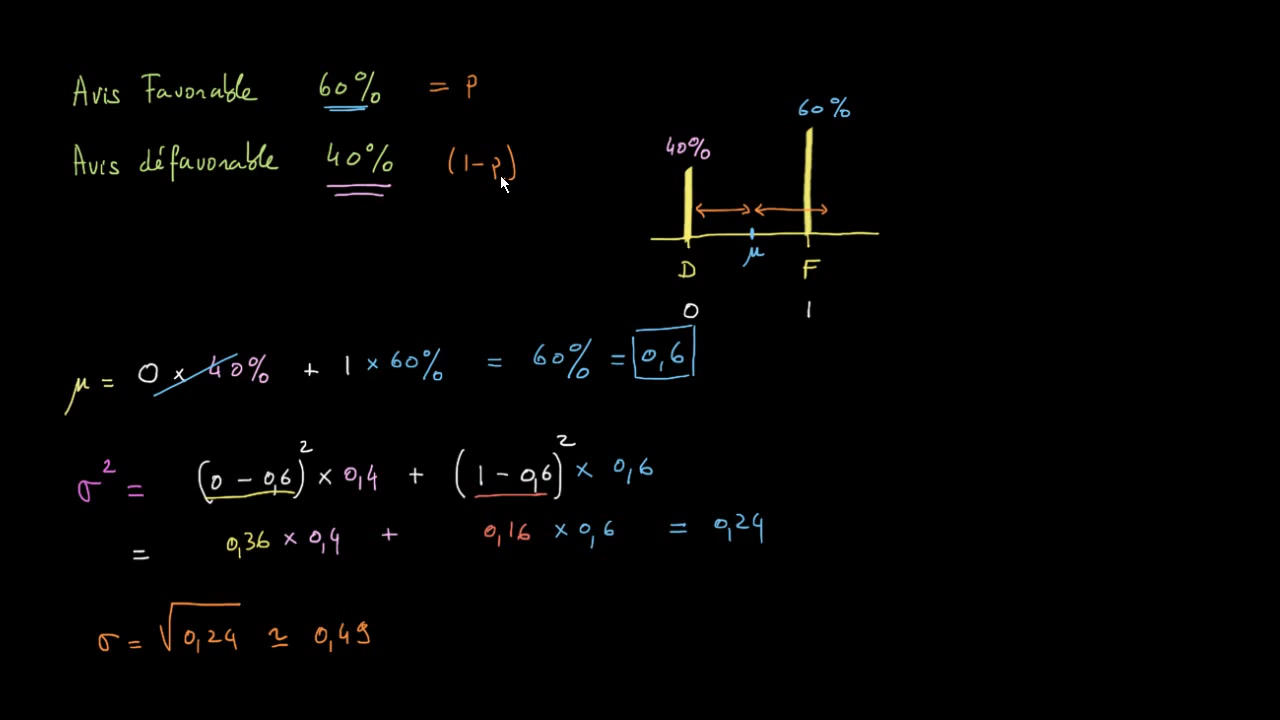 Avis Favorable 60% = p
Avis défavorable 40% (1-p)
60%
40%
μ
D F
0 1
μ = 0 x 40% + 1 x 60% = 60% = 0,6
σ² = (0 - 0,6)² x 0,4 + (1 - 0,6)² x 0,6
= 0,36 x 0,4 + 0,16 x 0,6 = 0,24
σ = √0,24 ≃ 0,49